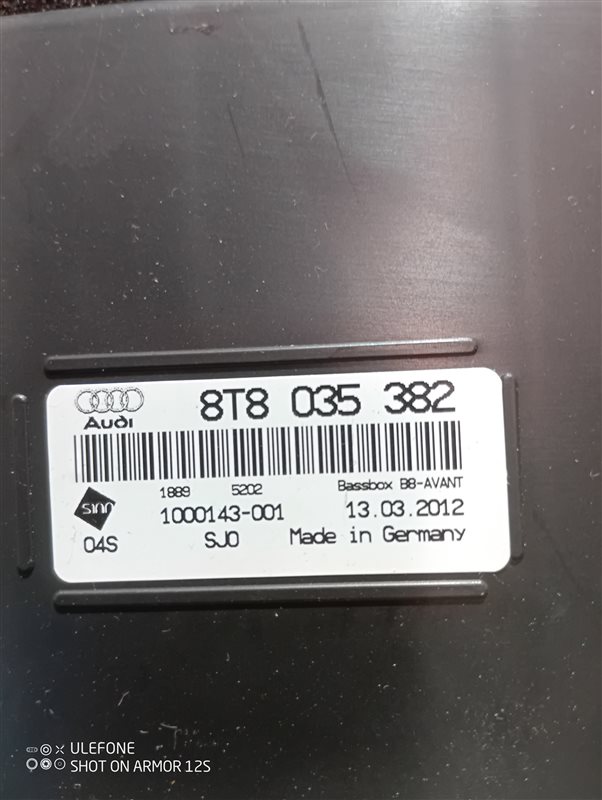 8T8 035 382
Audi
1889 5202 Bassbox B8-AVANT
1000143-001 13.03.2012
04S SJ0 Made in Germany
ULEFONE
SHOT ON ARMOR 12S